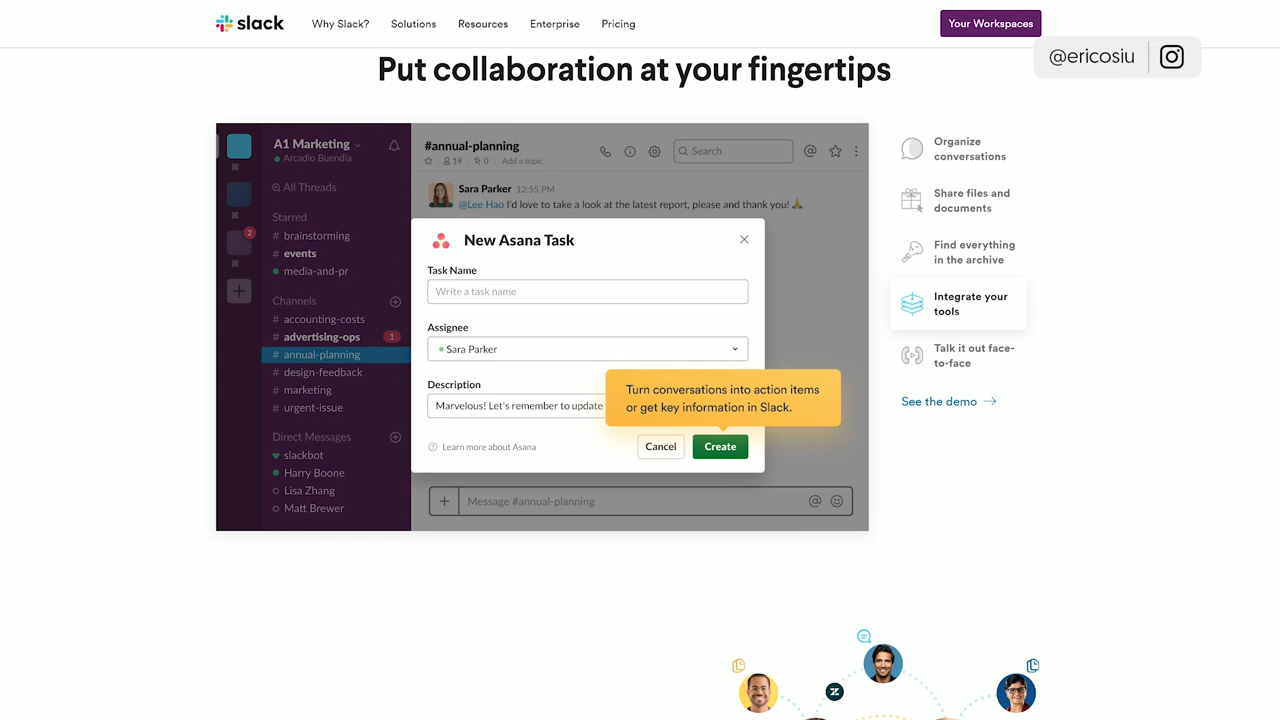 slack
Why Slack?
Solutions
Resources
Enterprise
Pricing
Your Workspaces
@ericosiu
Put collaboration at your fingertips
A1 Marketing
Arcadio Buendia
All Threads
Starred
# brainstorming
# events
media-and-pr
2
Channels
# accounting-costs
# advertising-ops 1
# annual-planning
# design-feedback
# marketing
# urgent-issue
Direct Messages
slackbot
Harry Boone
Lisa Zhang
Matt Brewer
#annual-planning
19
0
Add a topic
Search
Sara Parker 12:55 PM
@Lee Hao I'd love to take a look at the latest report, please and thank you! 🙏
New Asana Task
Task Name
Write a task name
Assignee
Sara Parker
Description
Marvelous! Let's remember to update
Turn conversations into action items
or get key information in Slack.
Learn more about Asana
Cancel
Create
Message #annual-planning
Organize
conversations
Share files and
documents
Find everything
in the archive
Integrate your
tools
Talk it out face-
to-face
See the demo →